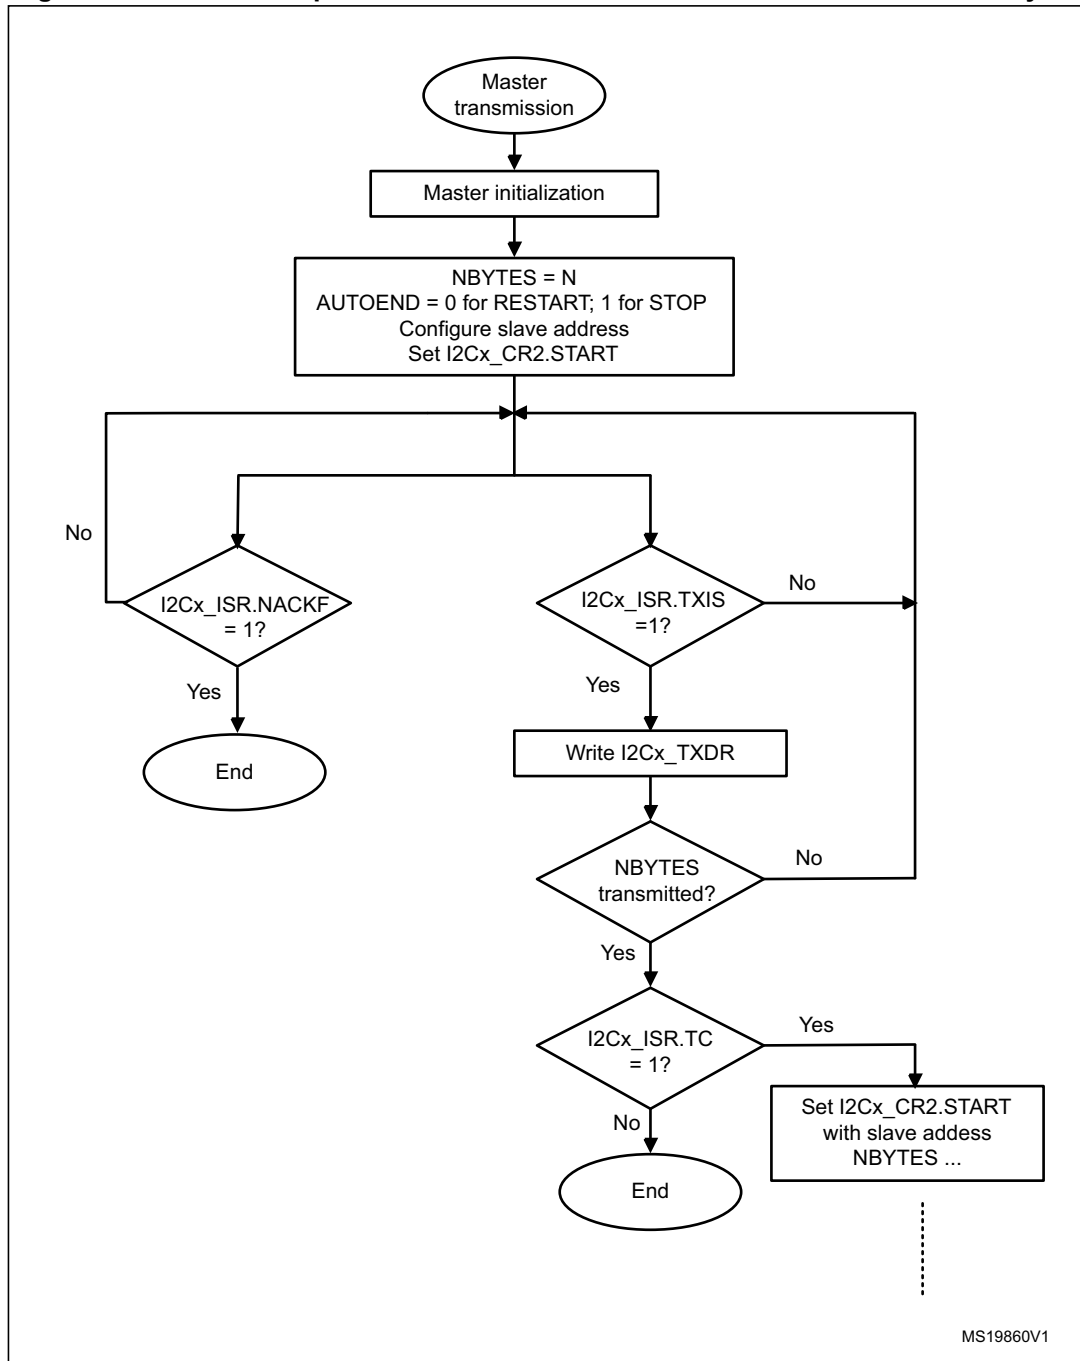 Master
transmission
Master initialization
NBYTES = N
AUTOEND = 0 for RESTART; 1 for STOP
Configure slave address
Set I2Cx_CR2.START
No
I2Cx_ISR.NACKF
= 1?
Yes
End
I2Cx_ISR.TXIS
=1?
No
Yes
Write I2Cx_TXDR
NBYTES
transmitted?
No
Yes
I2Cx_ISR.TC
= 1?
Yes
No
End
Set I2Cx_CR2.START
with slave addess
NBYTES ...
MS19860V1